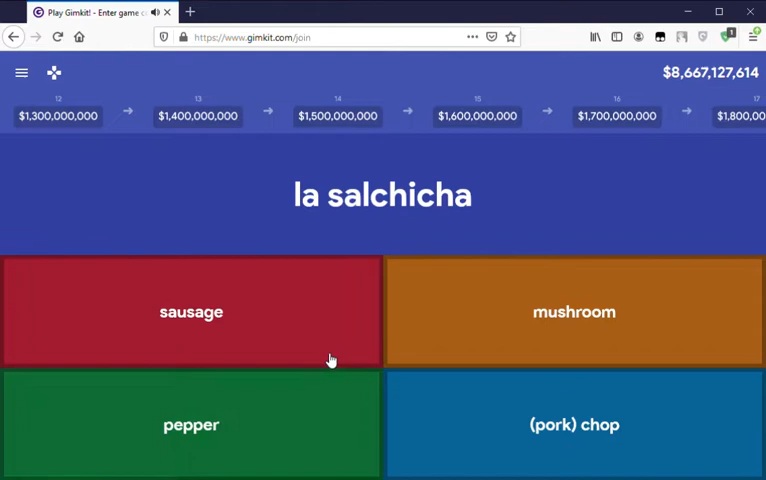 Play Gimkit! - Enter game c
https://www.gimkit.com/join
1
$8,667,127,614
12 13 14 15 16 17
$1,300,000,000 → $1,400,000,000 → $1,500,000,000 → $1,600,000,000 → $1,700,000,000 → $1,800,00
la salchicha
sausage
mushroom
pepper
(pork) chop